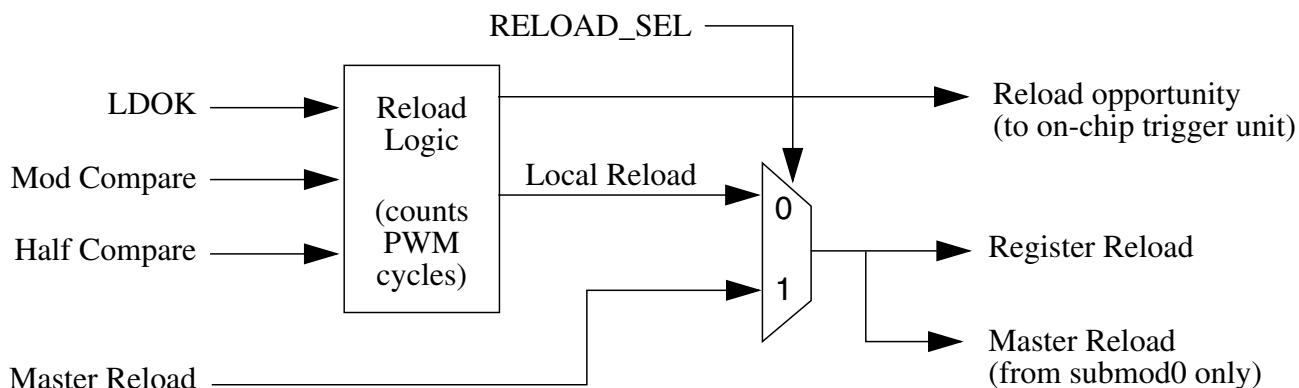 RELOAD_SEL
LDOK
Mod Compare
Half Compare
Master Reload
Reload
Logic
(counts
PWM
cycles)
Local Reload
0
1
Reload opportunity
(to on-chip trigger unit)
Register Reload
Master Reload
(from submod0 only)